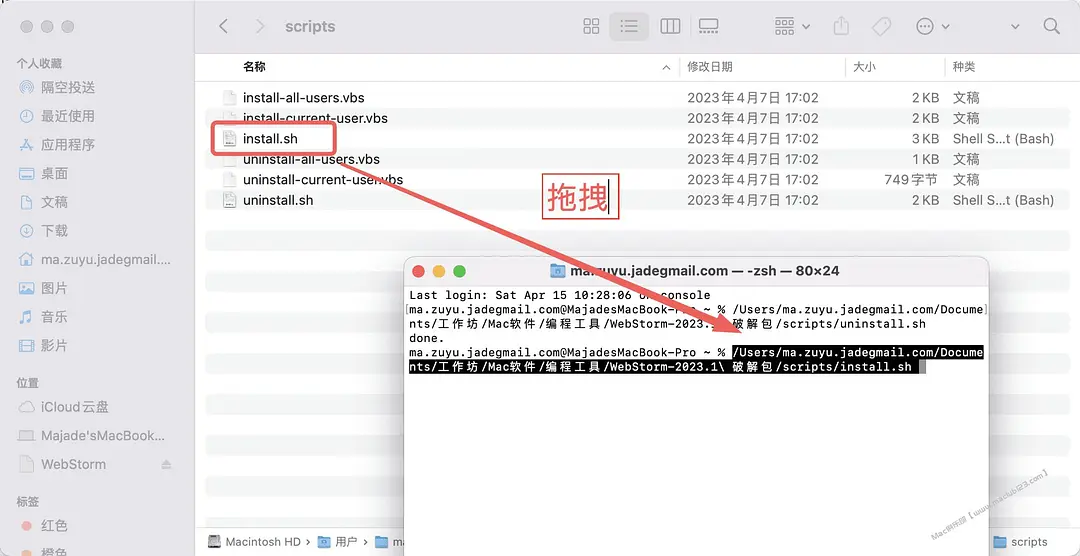 scripts
个人收藏
隔空投送
最近使用
应用程序
桌面
文稿
下载
ma.zuyu.jadegmail....
图片
音乐
影片
位置
iCloud云盘
Majade'sMacBook...
WebStorm
标签
红色
橙色
名称 修改日期 大小 种类
install-all-users.vbs 2023年4月7日 17:02 2 KB 文稿
install-current-user.vbs 2023年4月7日 17:02 2 KB 文稿
install.sh 2023年4月7日 17:02 3 KB Shell S...t (Bash)
uninstall-all-users.vbs 2023年4月7日 17:02 1 KB 文稿
uninstall-current-user.vbs 2023年4月7日 17:02 749 字节 文稿
uninstall.sh 2023年4月7日 17:02 2 KB Shell S...t (Bash)
拖拽
ma.zuyu.jadegmail.com — -zsh — 80×24
Last login: Sat Apr 15 10:28:06 on console
[ma.zuyu.jadegmail.com@MajadesMacBook-Pro ~ % /Users/ma.zuyu.jadegmail.com/Docume]
nts/工作坊/Mac软件/编程工具/WebStorm-2023. 破解包/scripts/uninstall.sh
done.
ma.zuyu.jadegmail.com@MajadesMacBook-Pro ~ % /Users/ma.zuyu.jadegmail.com/Docume
nts/工作坊/Mac软件/编程工具/WebStorm-2023.1\ 破解包/scripts/install.sh
Mac俱乐部【www.maclub123.com】
Macintosh HD 用户 ma scripts